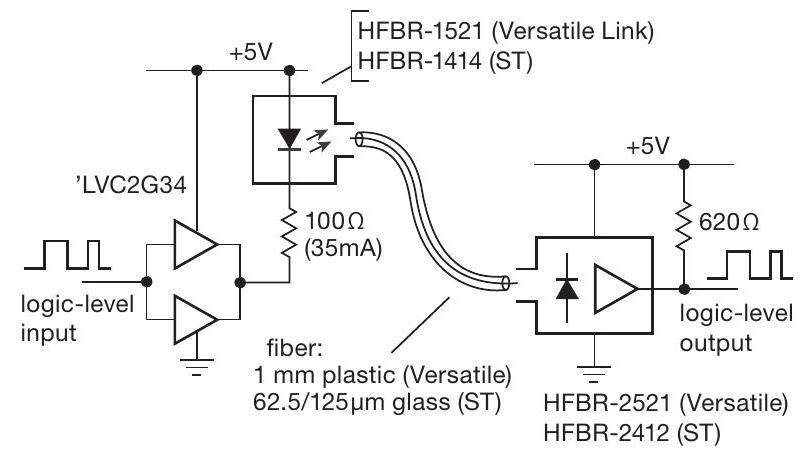 HFBR-1521 (Versatile Link)
HFBR-1414 (ST)
+5V
+5V
'LVC2G34
100Ω
(35mA)
620Ω
logic-level
input
logic-level
output
fiber:
1 mm plastic (Versatile)
62.5/125µm glass (ST)
HFBR-2521 (Versatile)
HFBR-2412 (ST)